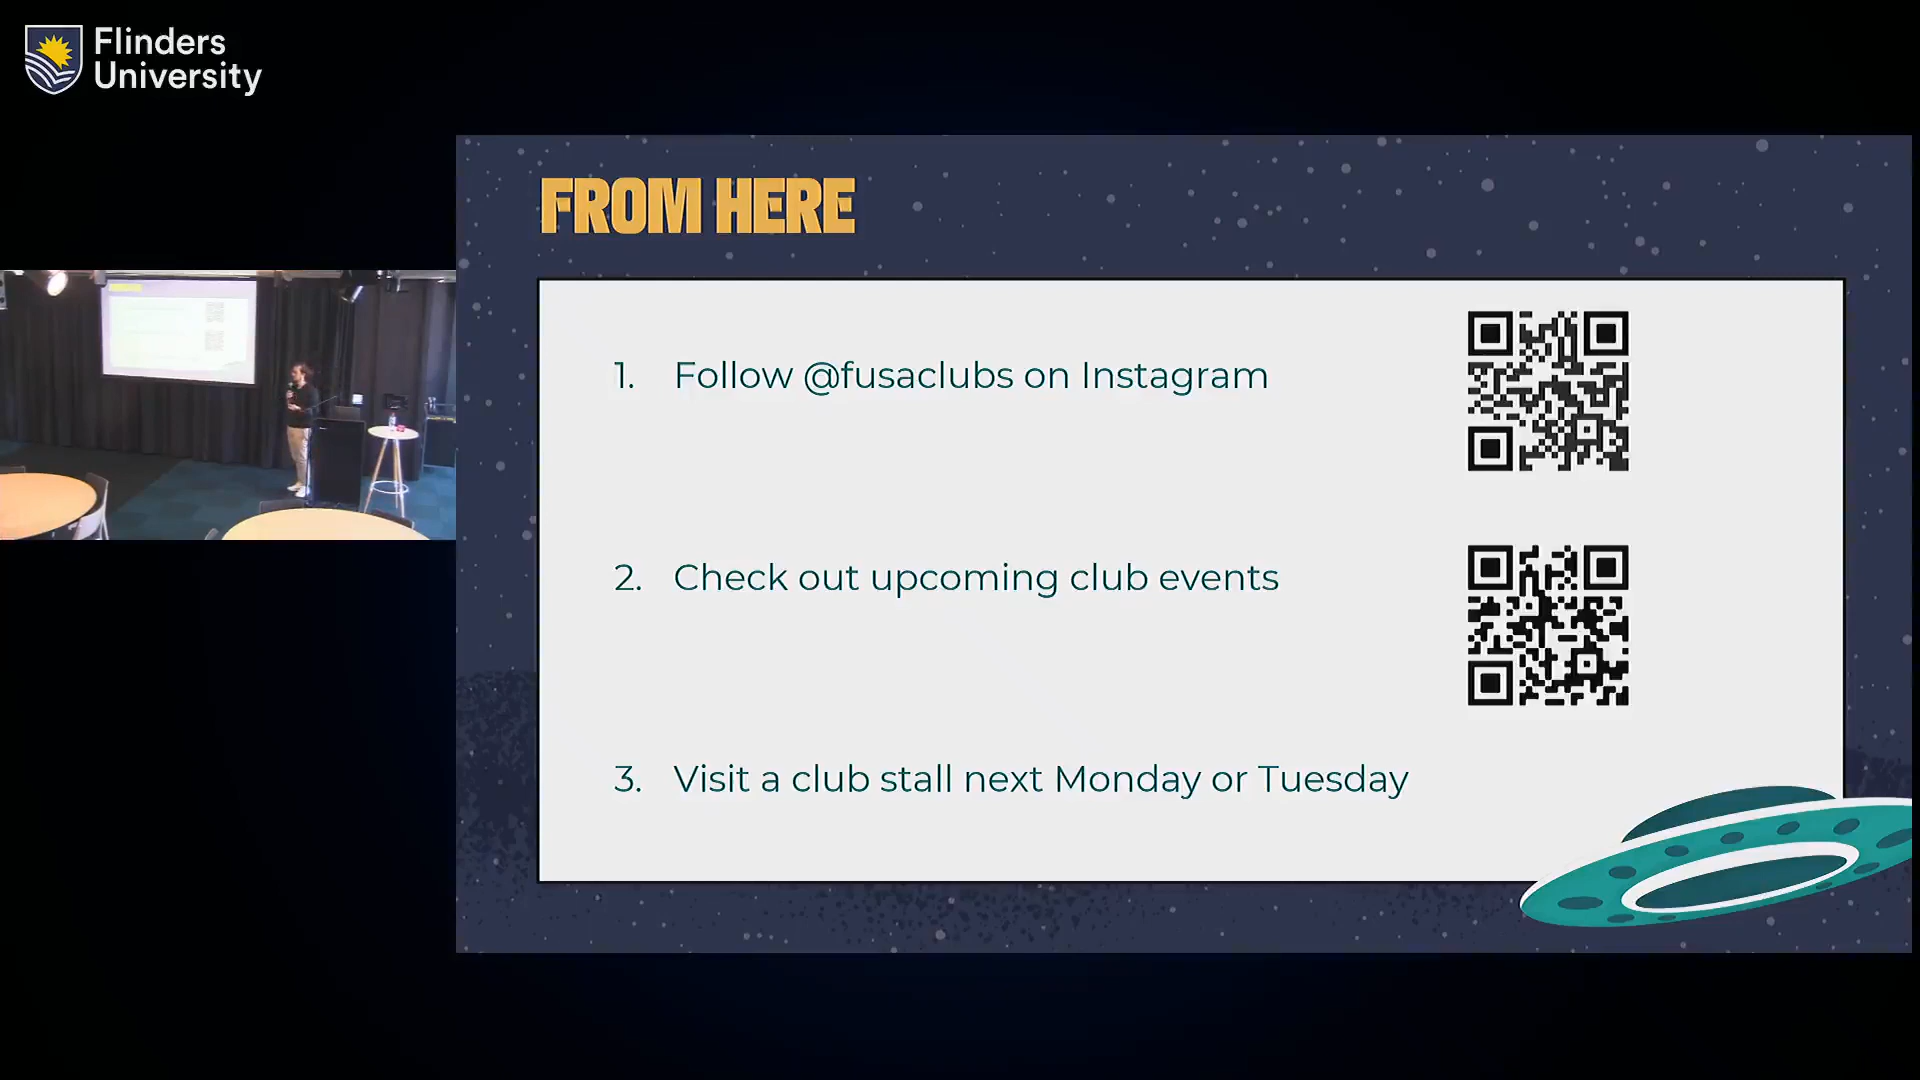 Flinders
University
FROM HERE
1. Follow @fusaclubs on Instagram
2. Check out upcoming club events
3. Visit a club stall next Monday or Tuesday